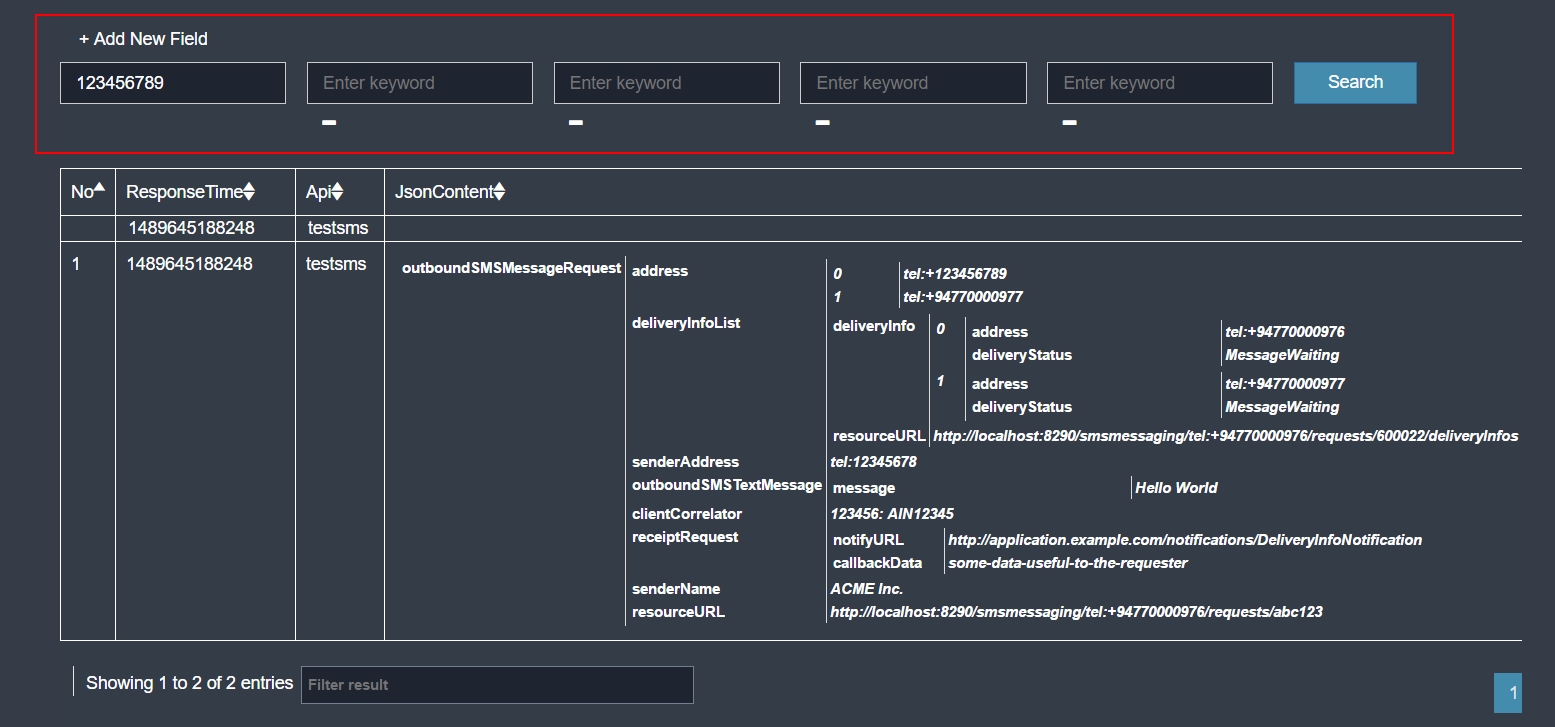 + Add New Field
123456789 Enter keyword Enter keyword Enter keyword Enter keyword Search
No ResponseTime Api JsonContent
1489645188248 testsms
1 1489645188248 testsms outboundSMSMessageRequest address 0 tel:+123456789
1 tel:+94770000977
deliveryInfoList deliveryInfo 0 address tel:+94770000976
deliveryStatus MessageWaiting
1 address tel:+94770000977
deliveryStatus MessageWaiting
resourceURL http://localhost:8290/smsmessaging/tel:+94770000976/requests/600022/deliveryInfos
senderAddress tel:12345678
outboundSMSTextMessage message Hello World
clientCorrelator 123456: AIN12345
receiptRequest notifyURL http://application.example.com/notifications/DeliveryInfoNotification
callbackData some-data-useful-to-the-requester
senderName ACME Inc.
resourceURL http://localhost:8290/smsmessaging/tel:+94770000976/requests/abc123
Showing 1 to 2 of 2 entries Filter result 1